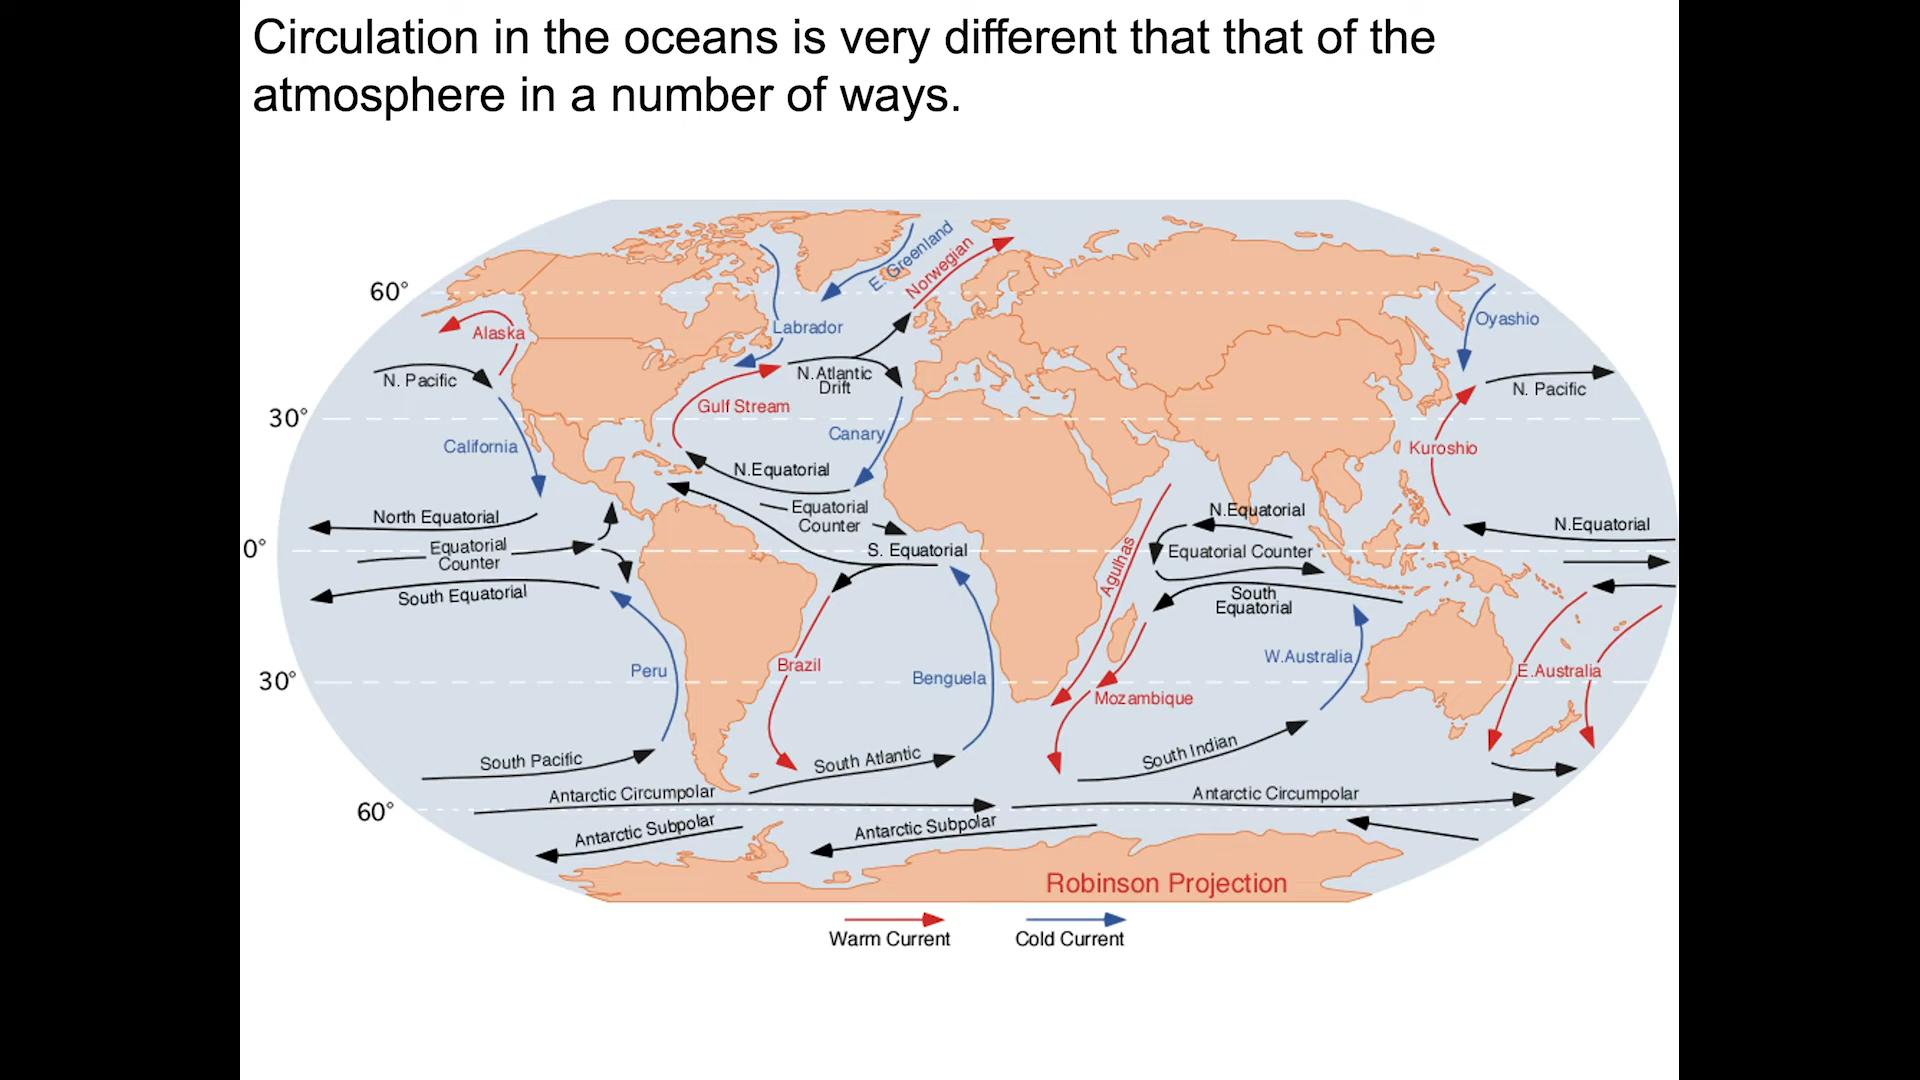 Circulation in the oceans is very different that that of the
atmosphere in a number of ways.
E. Greenland
Norwegian
60°
Labrador
Oyashio
Alaska
N. Pacific
N.Atlantic
Drift
N. Pacific
Gulf Stream
30°
Canary
California
Kuroshio
N.Equatorial
Equatorial
Counter
N.Equatorial
North Equatorial
N.Equatorial
0°
Equatorial
Counter
S. Equatorial
Equatorial Counter
Agulhas
South Equatorial
South
Equatorial
Peru
Brazil
Benguela
W.Australia
E.Australia
30°
Mozambique
South Pacific
South Atlantic
South Indian
Antarctic Circumpolar
Antarctic Circumpolar
60°
Antarctic Subpolar
Antarctic Subpolar
Robinson Projection
Warm Current
Cold Current